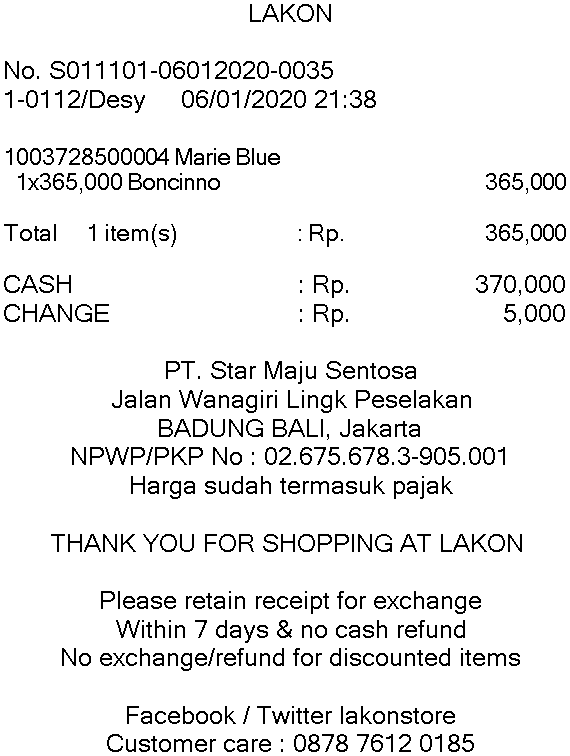 LAKON
No. S011101-06012020-0035
1-0112/Desy 06/01/2020 21:38
1003728500004 Marie Blue
1x365,000 Boncinno 365,000
Total 1 item(s) : Rp. 365,000
CASH : Rp. 370,000
CHANGE : Rp. 5,000
PT. Star Maju Sentosa
Jalan Wanagiri Lingk Peselakan
BADUNG BALI, Jakarta
NPWP/PKP No : 02.675.678.3-905.001
Harga sudah termasuk pajak
THANK YOU FOR SHOPPING AT LAKON
Please retain receipt for exchange
Within 7 days & no cash refund
No exchange/refund for discounted items
Facebook / Twitter lakonstore
Customer care : 0878 7612 0185